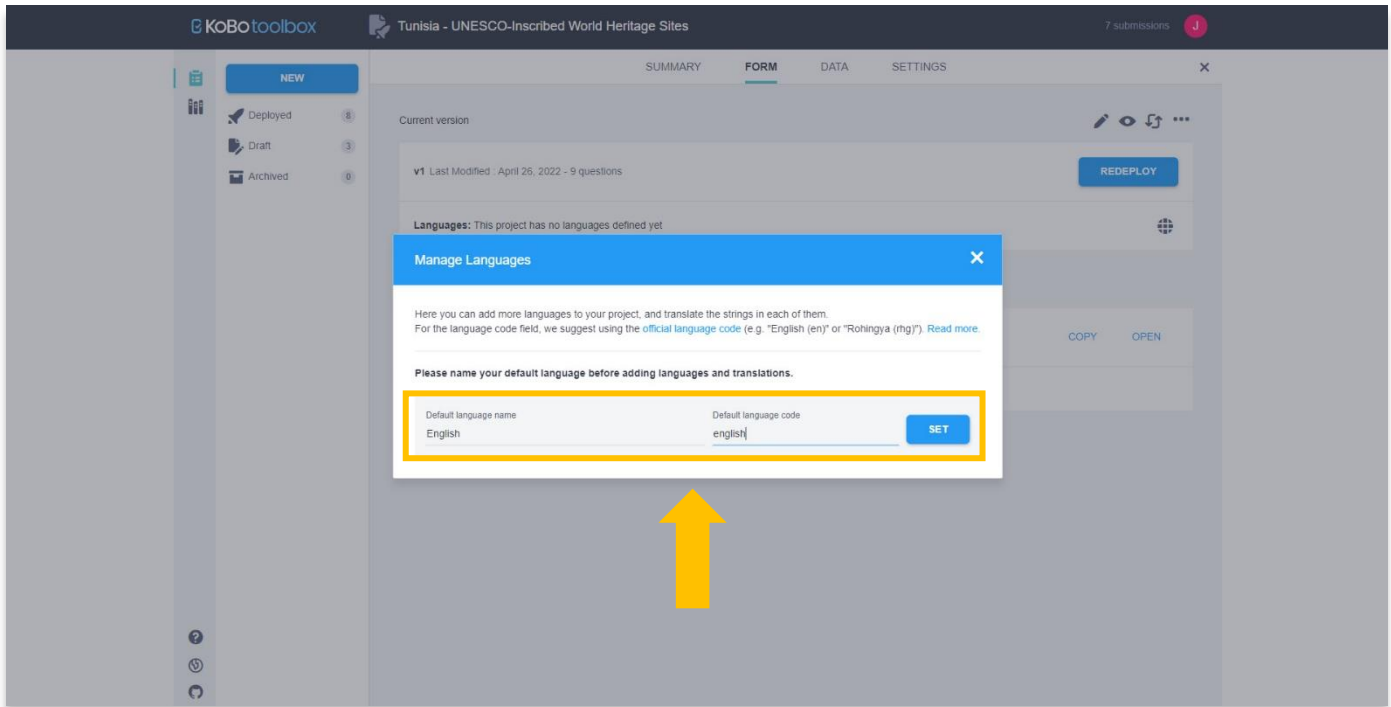 KOBOtoolbox
Tunisia - UNESCO-Inscribed World Heritage Sites
7 submissions
J
NEW
Deployed 8
Draft 3
Archived 0
SUMMARY FORM DATA SETTINGS
Current version
v1 Last Modified : April 26, 2022 - 9 questions
REDEPLOY
Languages: This project has no languages defined yet
Manage Languages
Here you can add more languages to your project, and translate the strings in each of them.
For the language code field, we suggest using the official language code (e.g. "English (en)" or "Rohingya (rhg)"). Read more.
COPY OPEN
Please name your default language before adding languages and translations.
Default language name Default language code
English english
SET